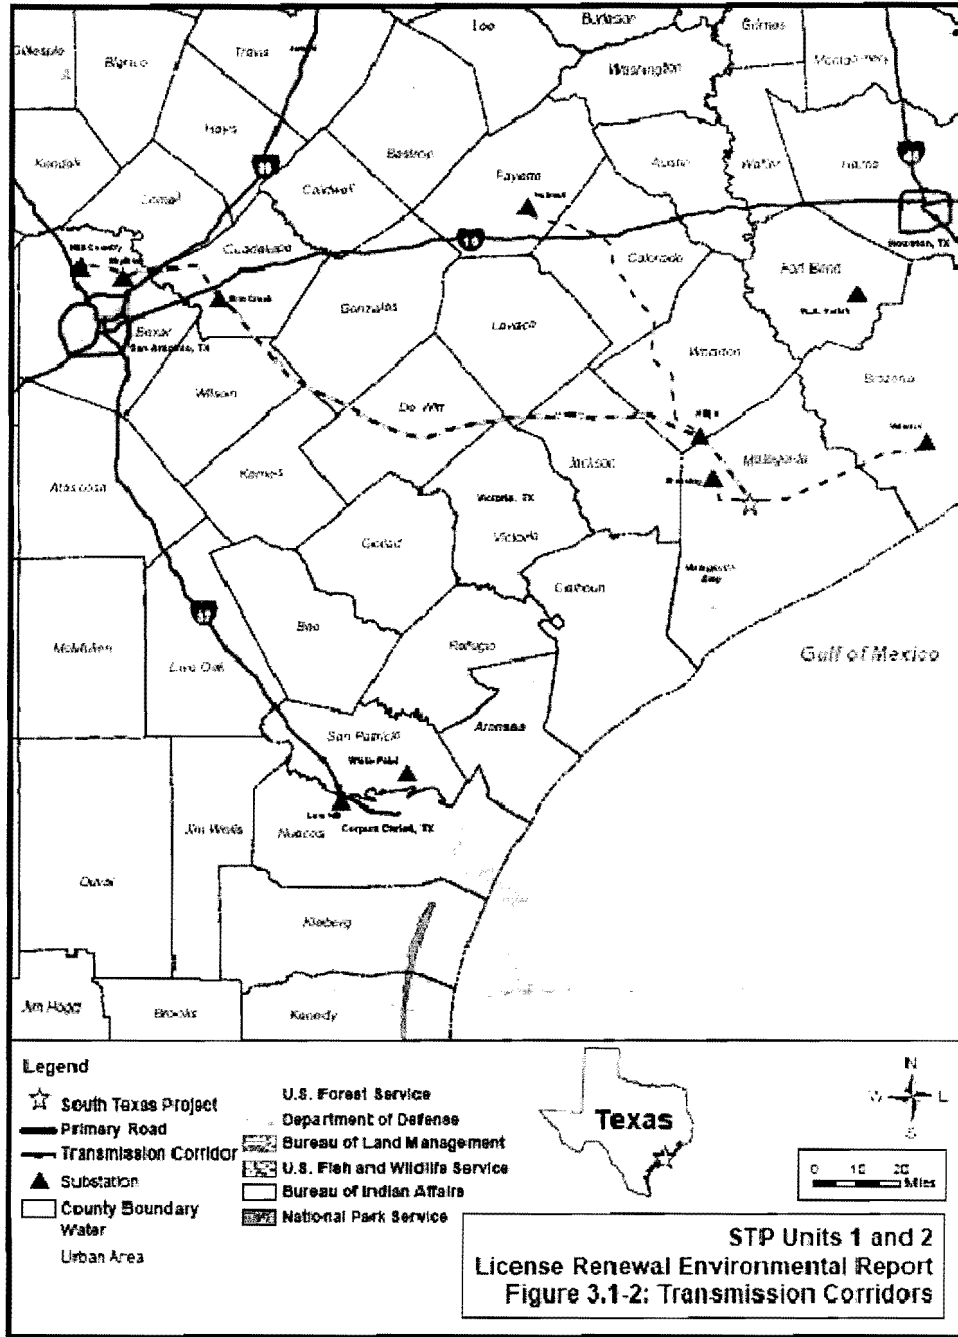 Lee
Burleson
Grimes
Gillespie
Blanco
Travis
Washington
Montgomery
Hays
Bastrop
Kendall
Caldwell
Fayette
Austin
Waller
Harris
Comal
Hill Country
Guadalupe
10
Colorado
Houston, TX
Fort Bend
Gonzales
Lavaca
Bexar
San Antonio, TX
Wharton
Brazoria
Wilson
De Witt
Matagorda
Jackson
Atascosa
Karnes
Victoria, TX
Victoria
Goliad
Calhoun
Bee
Refugio
McMullen
Live Oak
Gulf of Mexico
Aransas
San Patricio
White Point
Jim Wells
Nueces
Corpus Christi, TX
Duval
Kleberg
Jim Hogg
Brooks
Kenedy
Legend
South Texas Project
Primary Road
Transmission Corridor
Substation
County Boundary
Water
Urban Area
U.S. Forest Service
Department of Defense
Bureau of Land Management
U.S. Fish and Wildlife Service
Bureau of Indian Affairs
National Park Service
Texas
N
W
S
0 10 20
Miles
STP Units 1 and 2
License Renewal Environmental Report
Figure 3.1-2: Transmission Corridors